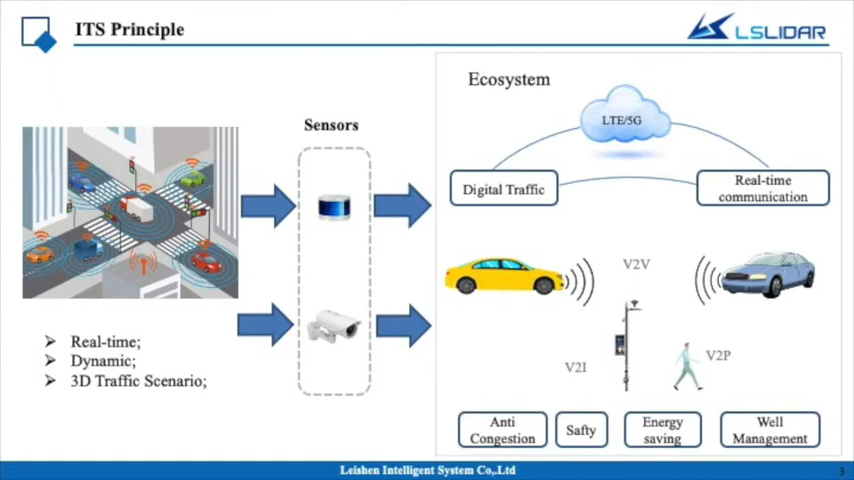 ITS Principle
LSLIDAR
Ecosystem
LTE/5G
Sensors
Digital Traffic
Real-time
communication
V2V
V2I
V2P
Real-time;
Dynamic;
3D Traffic Scenario;
Anti
Congestion
Safty
Energy
saving
Well
Management
Leishen Intelligent System Co,.Ltd
3